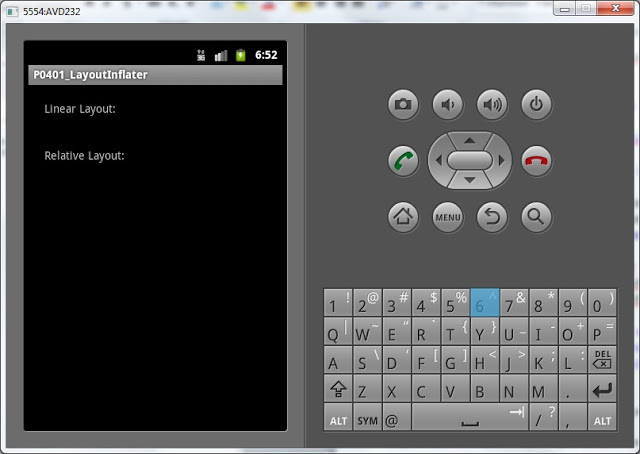 5554:AVD232
3G 6:52
P0401_LayoutInflater
Linear Layout:
Relative Layout:
MENU
1 ! 2 @ 3 # 4 $ 5 % 6 ^ 7 & 8 * 9 ( 0 )
Q | W ~ E " R ` T { Y } U _ I - O + P =
A S \ D ' F [ G ] H < J > K ; L : DEL
Z X C V B N M .
ALT SYM @ / ? , ALT